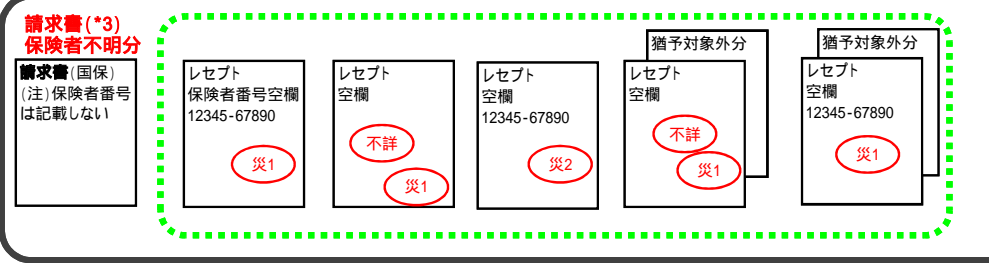 請求書(*3)
保険者不明分
請求書(国保)
(注)保険者番号
は記載しない
レセプト
保険者番号空欄
12345-67890
災1
レセプト
空欄
不詳
災1
レセプト
空欄
12345-67890
災2
猶予対象外分
レセプト
空欄
不詳
災1
猶予対象外分
レセプト
空欄
12345-67890
災1